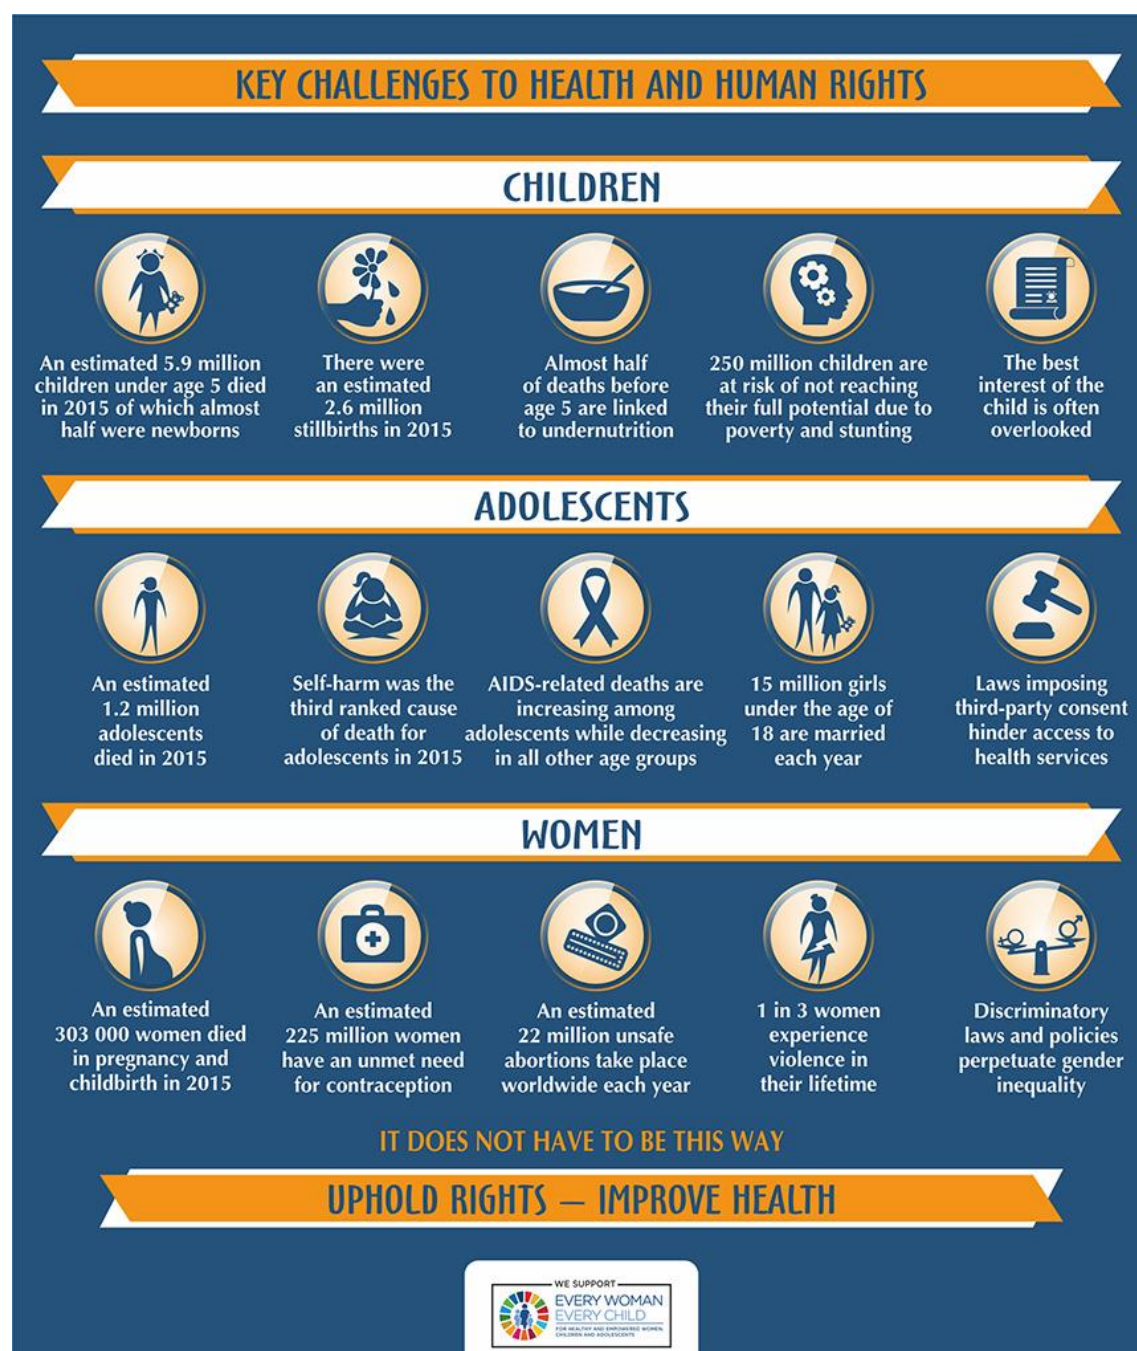 KEY CHALLENGES TO HEALTH AND HUMAN RIGHTS
CHILDREN
An estimated 5.9 million
children under age 5 died
in 2015 of which almost
half were newborns
There were
an estimated
2.6 million
stillbirths in 2015
Almost half
of deaths before
age 5 are linked
to undernutrition
250 million children are
at risk of not reaching
their full potential due to
poverty and stunting
The best
interest of the
child is often
overlooked
ADOLESCENTS
An estimated
1.2 million
adolescents
died in 2015
Self-harm was the
third ranked cause
of death for
adolescents in 2015
AIDS-related deaths are
increasing among
adolescents while decreasing
in all other age groups
15 million girls
under the age of
18 are married
each year
Laws imposing
third-party consent
hinder access to
health services
WOMEN
An estimated
303 000 women died
in pregnancy and
childbirth in 2015
An estimated
225 million women
have an unmet need
for contraception
An estimated
22 million unsafe
abortions take place
worldwide each year
1 in 3 women
experience
violence in
their lifetime
Discriminatory
laws and policies
perpetuate gender
inequality
IT DOES NOT HAVE TO BE THIS WAY
UPHOLD RIGHTS – IMPROVE HEALTH
WE SUPPORT
EVERY WOMAN
EVERY CHILD
FOR HEALTHY AND EMPOWERED WOMEN,
CHILDREN AND ADOLESCENTS